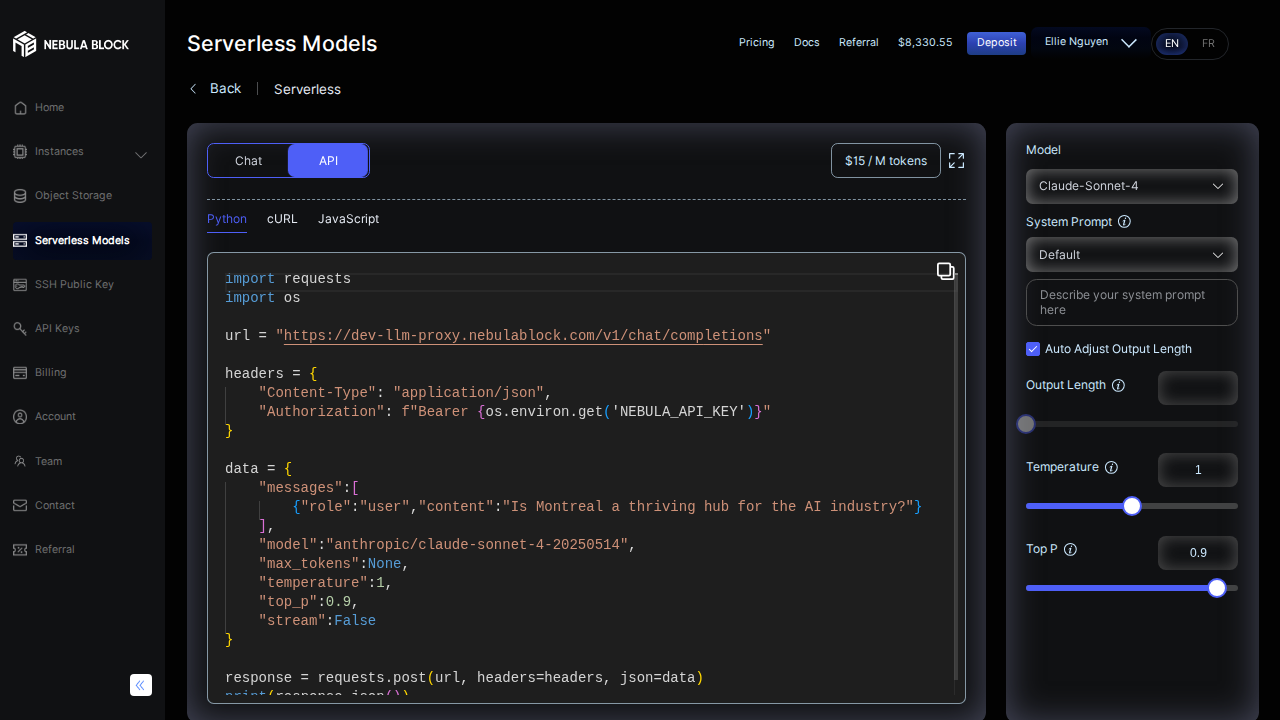 NEBULA BLOCK
Home
Instances
Object Storage
Serverless Models
SSH Public Key
API Keys
Billing
Account
Team
Contact
Referral
Serverless Models
Pricing Docs Referral $8,330.55 Deposit Ellie Nguyen EN FR
Back | Serverless
Chat API $15 / M tokens
Python cURL JavaScript
import requests
import os
url = "https://dev-llm-proxy.nebulablock.com/v1/chat/completions"
headers = {
"Content-Type": "application/json",
"Authorization": f"Bearer {os.environ.get('NEBULA_API_KEY')}"
}
data = {
"messages":[
{"role":"user","content":"Is Montreal a thriving hub for the AI industry?"}
],
"model":"anthropic/claude-sonnet-4-20250514",
"max_tokens":None,
"temperature":1,
"top_p":0.9,
"stream":False
}
response = requests.post(url, headers=headers, json=data)
print(response.json())
Model
Claude-Sonnet-4
System Prompt
Default
Describe your system prompt
here
Auto Adjust Output Length
Output Length
Temperature 1
Top P 0.9